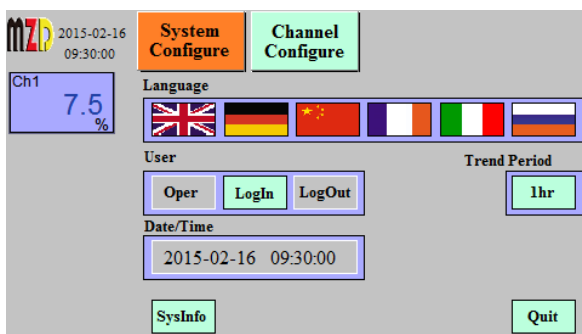 MZD 2015-02-16
09:30:00
System
Configure
Channel
Configure
Ch1
7.5
%
Language
User
Trend Period
Oper LogIn LogOut
1hr
Date/Time
2015-02-16 09:30:00
SysInfo
Quit